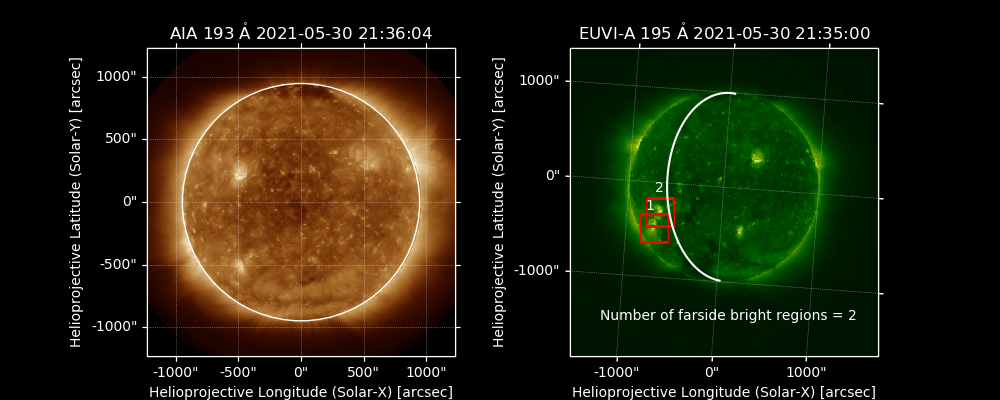 AIA 193 Å 2021-05-30 21:36:04
1000"
500"
0"
-500"
-1000"
-1000"
-500"
0"
500"
1000"
Helioprojective Longitude (Solar-X) [arcsec]
Helioprojective Latitude (Solar-Y) [arcsec]
EUVI-A 195 Å 2021-05-30 21:35:00
1000"
0"
-1000"
2
1
Number of farside bright regions = 2
-1000"
0"
1000"
Helioprojective Longitude (Solar-X) [arcsec]
Helioprojective Latitude (Solar-Y) [arcsec]